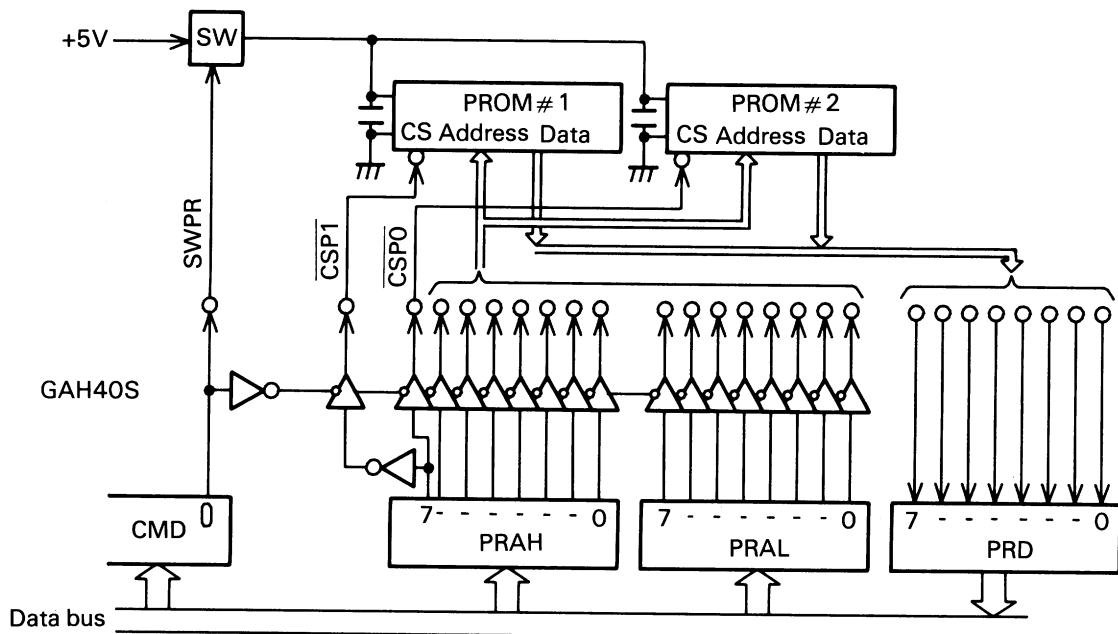 +5V
SW
PROM#1
CS Address Data
PROM#2
CS Address Data
SWPR
CSP1
CSP0
GAH40S
CMD
0
7 - - - - - - 0
PRAH
7 - - - - - - 0
PRAL
7 - - - - - - 0
PRD
Data bus